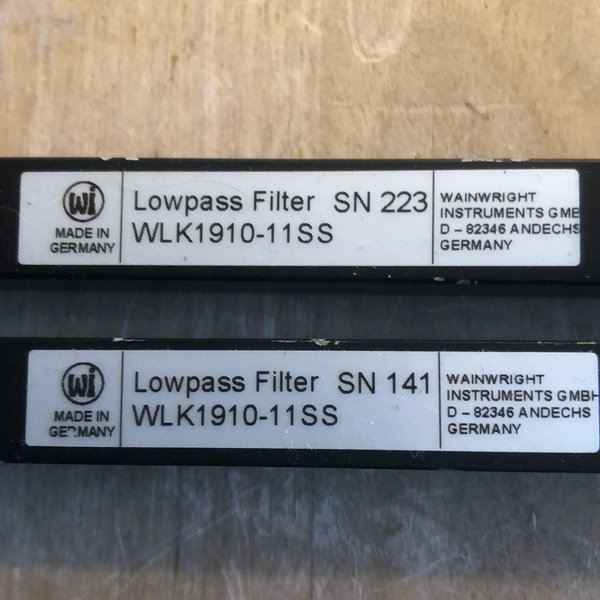 Wi
MADE IN
GERMANY
Lowpass Filter SN 223
WLK1910-11SS
WAINWRIGHT
INSTRUMENTS GMB
D – 82346 ANDECHS
GERMANY
Wi
MADE IN
GERMANY
Lowpass Filter SN 141
WLK1910-11SS
WAINWRIGHT
INSTRUMENTS GMBH
D – 82346 ANDECHS
GERMANY